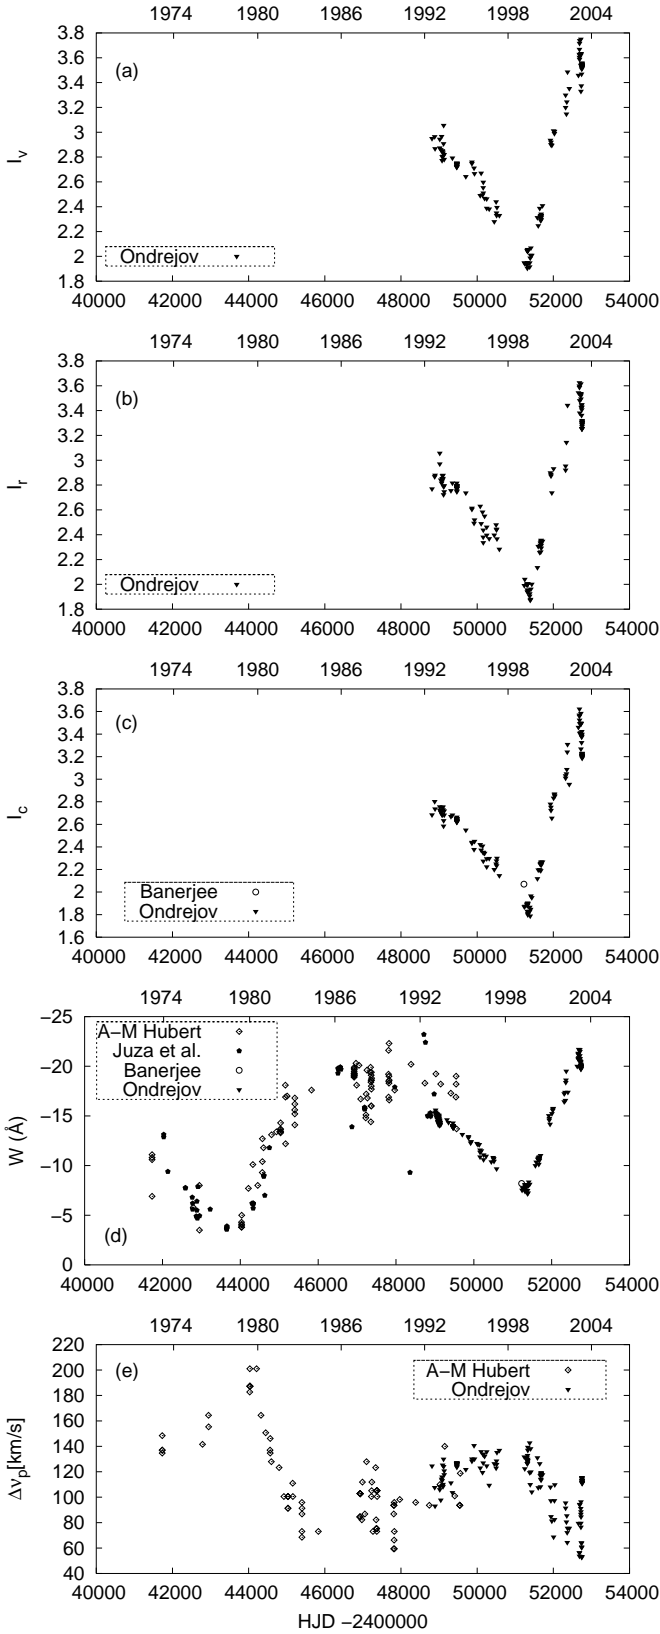 1974 1980 1986 1992 1998 2004
3.8
3.6
3.4
3.2
3
2.8
2.6
2.4
2.2
2
1.8
I_v
(a)
Ondrejov
40000 42000 44000 46000 48000 50000 52000 54000
1974 1980 1986 1992 1998 2004
3.8
3.6
3.4
3.2
3
2.8
2.6
2.4
2.2
2
1.8
I_r
(b)
Ondrejov
40000 42000 44000 46000 48000 50000 52000 54000
1974 1980 1986 1992 1998 2004
3.8
3.6
3.4
3.2
3
2.8
2.6
2.4
2.2
2
1.8
1.6
I_c
(c)
Banerjee
Ondrejov
40000 42000 44000 46000 48000 50000 52000 54000
1974 1980 1986 1992 1998 2004
−25
−20
−15
−10
−5
0
W (Å)
A−M Hubert
Juza et al.
Banerjee
Ondrejov
(d)
40000 42000 44000 46000 48000 50000 52000 54000
1974 1980 1986 1992 1998 2004
220
200
180
160
140
120
100
80
60
40
Δv_p[km/s]
(e)
A−M Hubert
Ondrejov
40000 42000 44000 46000 48000 50000 52000 54000
HJD −2400000